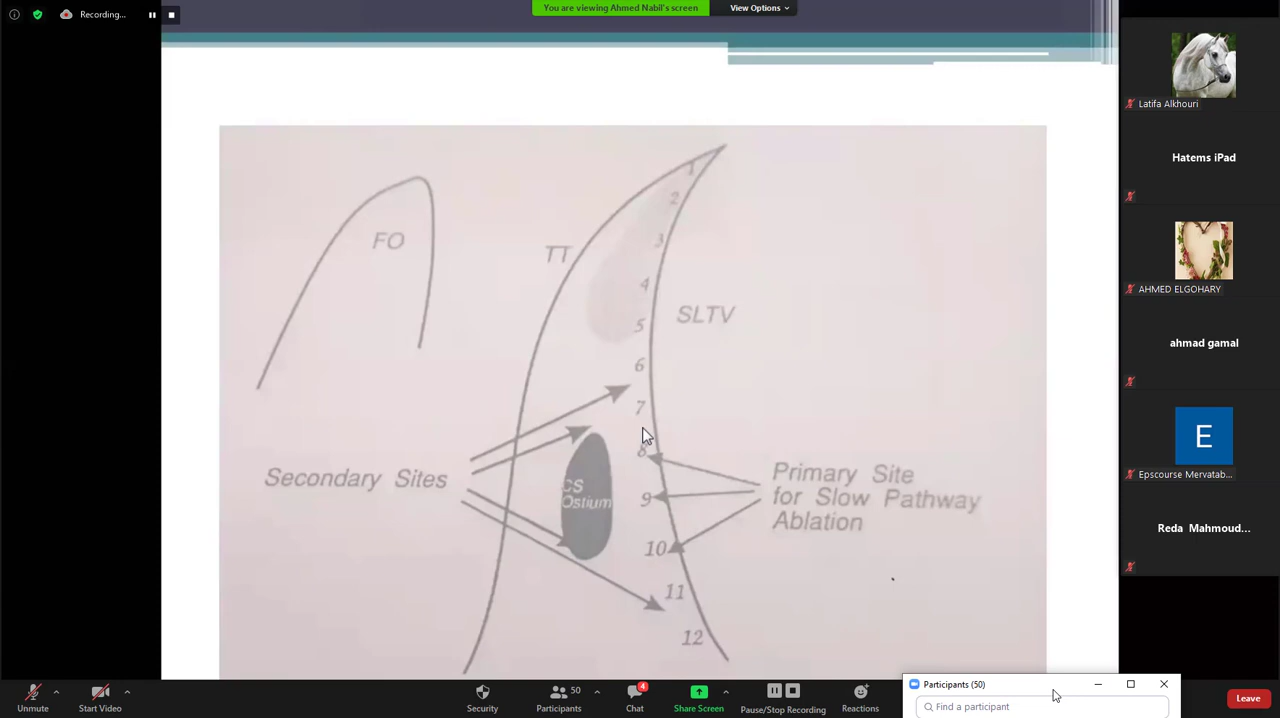 Recording...
You are viewing Ahmed Nabil's screen
View Options
FO
TT
SLTV
1
2
3
4
5
6
7
8
9
10
11
12
Secondary Sites
CS
Ostium
Primary Site
for Slow Pathway
Ablation
Latifa Alkhouri
Hatems iPad
AHMED ELGOHARY
ahmad gamal
E
Epscourse Mervatab...
Reda Mahmoud...
Participants (50)
Find a participant
Unmute
Start Video
Security
50
Participants
4
Chat
Share Screen
Pause/Stop Recording
Reactions
Leave